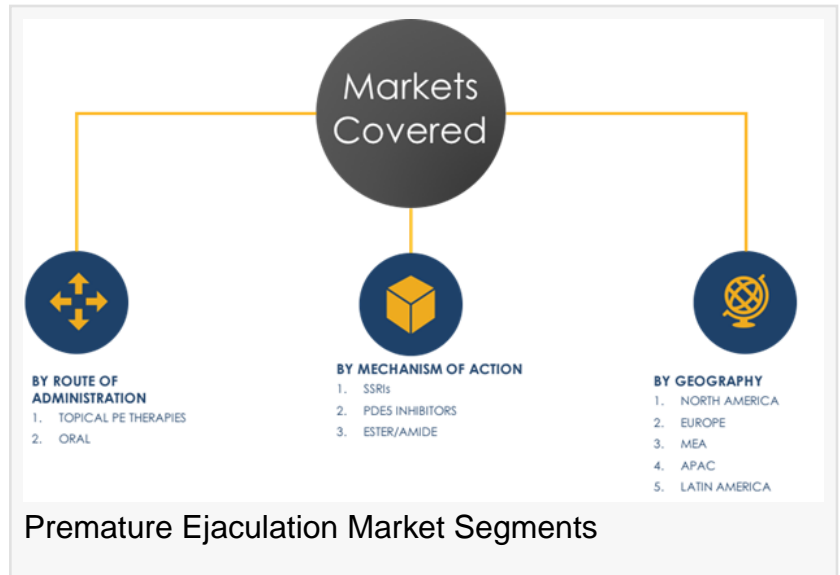 Markets
Covered
BY ROUTE OF
ADMINISTRATION
1. TOPICAL PE THERAPIES
2. ORAL
BY MECHANISM OF ACTION
1. SSRIs
2. PDE5 INHIBITORS
3. ESTER/AMIDE
BY GEOGRAPHY
1. NORTH AMERICA
2. EUROPE
3. MEA
4. APAC
5. LATIN AMERICA
Premature Ejaculation Market Segments